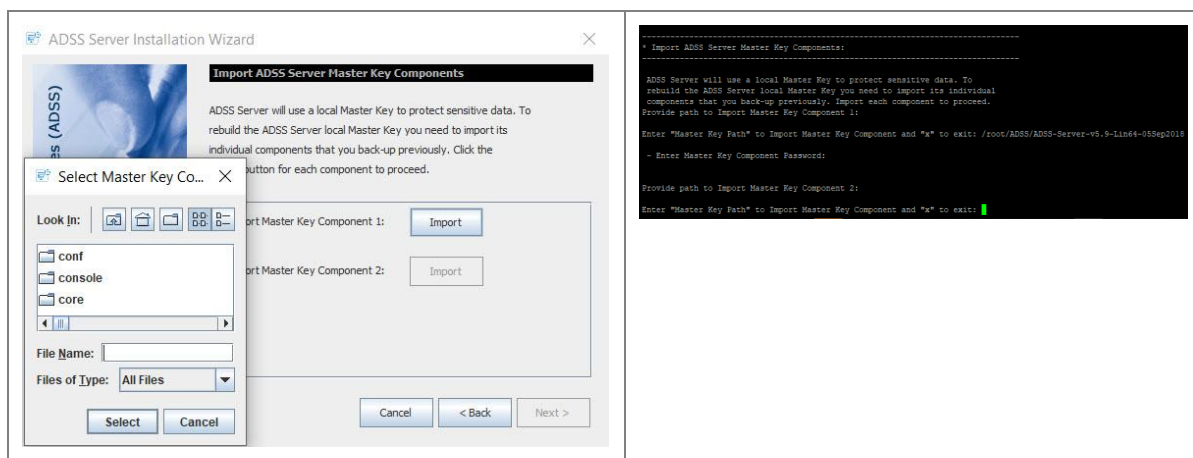 ADSS Server Installation Wizard
Import ADSS Server Master Key Components
ADSS Server will use a local Master Key to protect sensitive data. To
rebuild the ADSS Server local Master Key you need to import its
individual components that you back-up previously. Click the
button for each component to proceed.
es (ADSS)
Select Master Key Co...
Look In:
conf
console
core
File Name:
Files of Type: All Files
Select Cancel
ort Master Key Component 1: Import
ort Master Key Component 2: Import
Cancel < Back Next >
* Import ADSS Server Master Key Components:
ADSS Server will use a local Master Key to protect sensitive data. To
rebuild the ADSS Server local Master Key you need to import its individual
components that you back-up previously. Import each component to proceed.
Provide path to Import Master Key Component 1:
Enter "Master Key Path" to Import Master Key Component and "x" to exit: /root/ADSS/ADSS-Server-v5.9-Lin64-05Sep2018
- Enter Master Key Component Password:
Provide path to Import Master Key Component 2:
Enter "Master Key Path" to Import Master Key Component and "x" to exit: